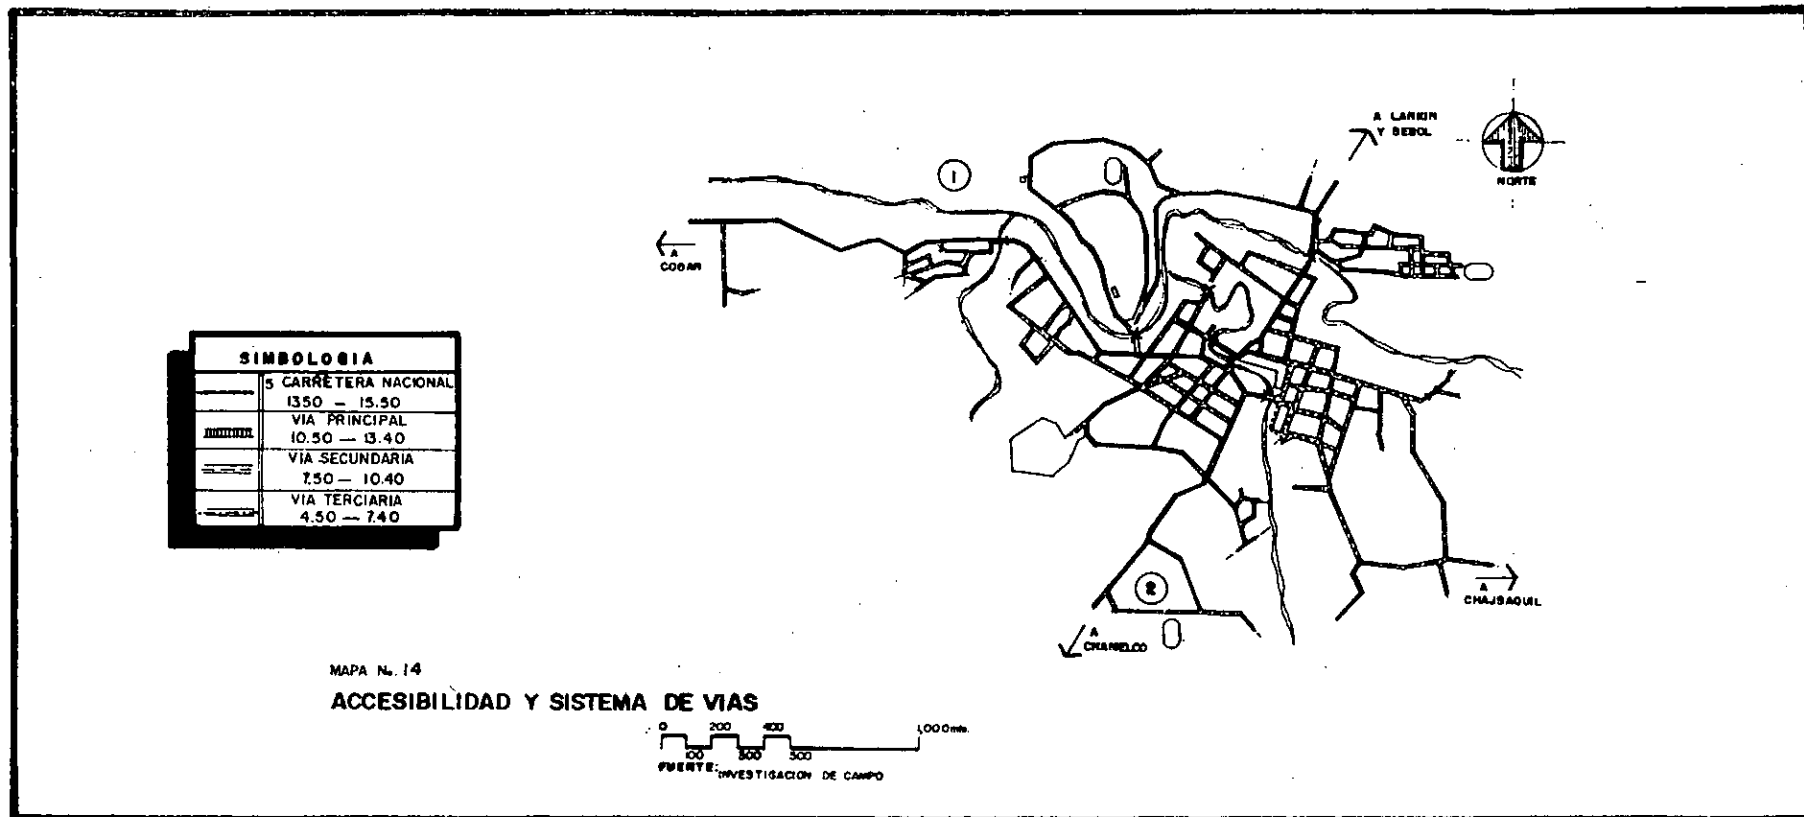 A LANKIN
Y SEBOL
NORTE
1
A
COBAN
SIMBOLOGIA
5 CARRETERA NACIONAL
1350 — 15.50
VIA PRINCIPAL
10.50 — 13.40
VIA SECUNDARIA
7.50 — 10.40
VIA TERCIARIA
4.50 — 7.40
2
A
CHAJSAQUIL
A
CHAMELCO
MAPA No. 14
ACCESIBILIDAD Y SISTEMA DE VIAS
0 200 400 1,000 mts.
100 300 500
FUENTE: INVESTIGACION DE CAMPO